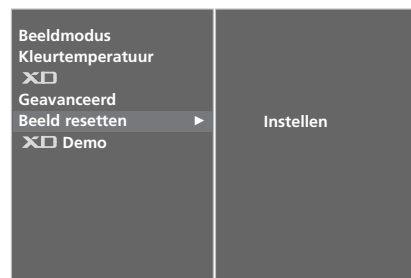 Beeldmodus
Kleurtemperatuur
XD
Geavanceerd
Beeld resetten ►
Instellen
XD Demo